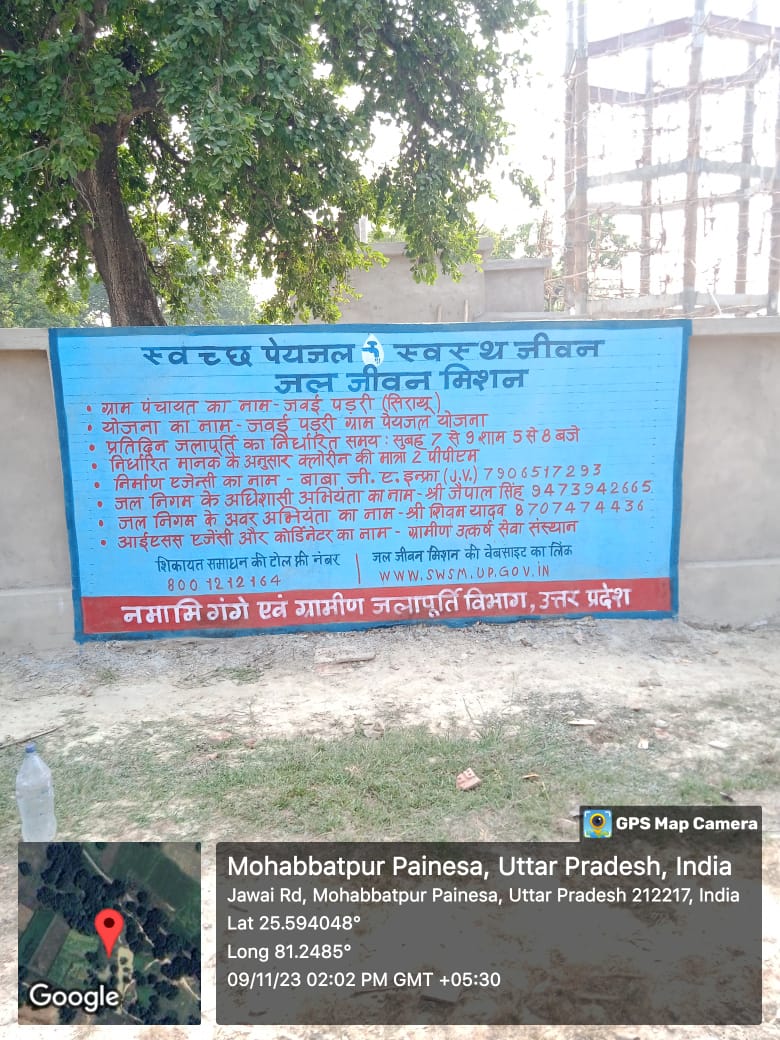 स्वच्छ पेयजल स्वस्थ जीवन
जल जीवन मिशन
• ग्राम पंचायत का नाम - जवई पड़री (सिराथू)
• योजना का नाम - जवई पड़री ग्राम पेयजल योजना
• प्रतिदिन जलापूर्ति का निर्धारित समय : सुबह 7 से 9 शाम 5 से 8 बजे
• निर्धारित मानक के अनुसार क्लोरीन की मात्रा 2 पीपीएम
• निर्माण एजेन्सी का नाम - बाबा जी. ए. इन्फ्रा (J.V.) 7906517293
• जल निगम के अधिशासी अभियंता का नाम - श्री जैपाल सिंह 9473942665
• जल निगम के अवर अभियंता का नाम - श्री शिवम यादव 8707474436
• आईएसस एजेंसी और कोर्डिनेटर का नाम - ग्रामीण उत्कर्ष सेवा संस्थान
शिकायत समाधन की टोल फ्री नंबर
800 1212164
जल जीवन मिशन की वेबसाइट का लिंक
WWW.SWSM.UP.GOV.IN
नमामि गंगे एवं ग्रामीण जलापूर्ति विभाग, उत्तर प्रदेश
GPS Map Camera
Mohabbatpur Painesa, Uttar Pradesh, India
Jawai Rd, Mohabbatpur Painesa, Uttar Pradesh 212217, India
Lat 25.594048°
Long 81.2485°
09/11/23 02:02 PM GMT +05:30
Google